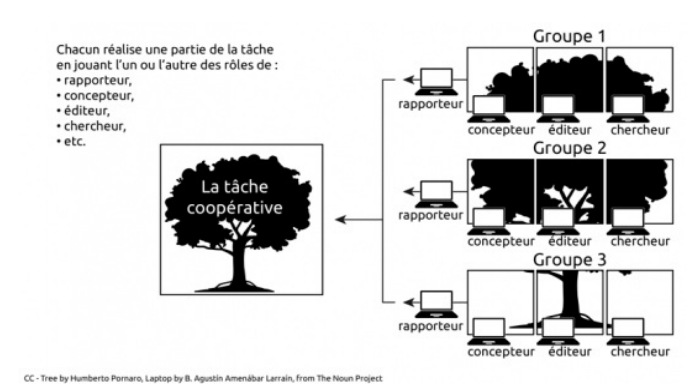 Chacun réalise une partie de la tâche
en jouant l'un ou l'autre des rôles de :
• rapporteur,
• concepteur,
• éditeur,
• chercheur,
• etc.
La tâche
coopérative
Groupe 1
rapporteur
concepteur éditeur chercheur
Groupe 2
rapporteur
concepteur éditeur chercheur
Groupe 3
rapporteur
concepteur éditeur chercheur
CC - Tree by Humberto Pornaro, Laptop by B. Agustín Amenábar Larraín, from The Noun Project